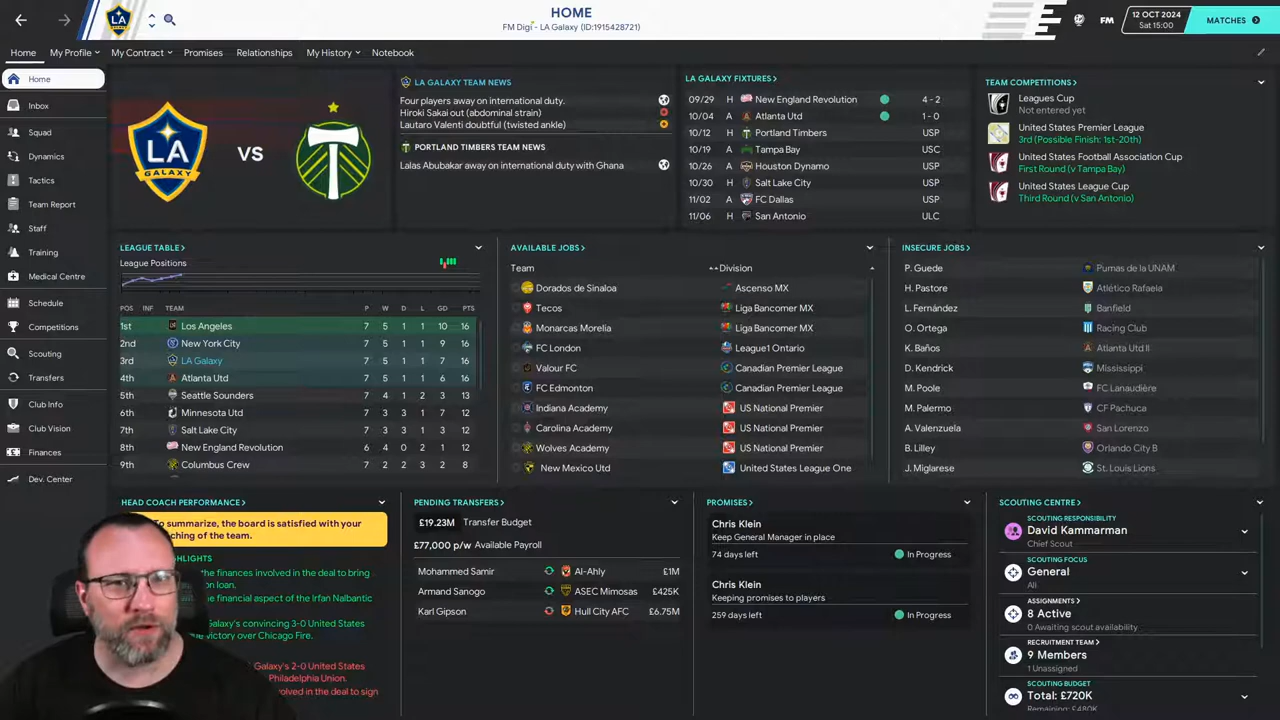 HOME
FM Digi - LA Galaxy (ID:1915428721)
FM
12 OCT 2024
Sat 15:00
MATCHES
Home
My Profile
My Contract
Promises
Relationships
My History
Notebook
Home
Inbox
Squad
Dynamics
Tactics
Team Report
Staff
Training
Medical Centre
Schedule
Competitions
Scouting
Transfers
Club Info
Club Vision
Finances
Dev. Center
LA GALAXY
VS
LA GALAXY TEAM NEWS
Four players away on international duty.
Hiroki Sakai out (abdominal strain)
Lautaro Valenti doubtful (twisted ankle)
PORTLAND TIMBERS TEAM NEWS
Lalas Abubakar away on international duty with Ghana
LA GALAXY FIXTURES
09/29 H New England Revolution 4 - 2
10/04 A Atlanta Utd 1 - 0
10/12 H Portland Timbers USP
10/19 A Tampa Bay USC
10/26 A Houston Dynamo USP
10/30 H Salt Lake City USP
11/02 A FC Dallas USP
11/06 H San Antonio ULC
TEAM COMPETITIONS
Leagues Cup
Not entered yet
United States Premier League
3rd (Possible Finish: 1st-20th)
United States Football Association Cup
First Round (v Tampa Bay)
United States League Cup
Third Round (v San Antonio)
LEAGUE TABLE
League Positions
POS INF TEAM P W D L GD PTS
1st Los Angeles 7 5 1 1 10 16
2nd New York City 7 5 1 1 9 16
3rd LA Galaxy 7 5 1 1 7 16
4th Atlanta Utd 7 5 1 1 6 16
5th Seattle Sounders 7 4 1 2 3 13
6th Minnesota Utd 7 3 3 1 7 12
7th Salt Lake City 7 3 3 1 3 12
8th New England Revolution 6 4 0 2 1 12
9th Columbus Crew 7 2 2 3 2 8
AVAILABLE JOBS
Team Division
Dorados de Sinaloa Ascenso MX
Tecos Liga Bancomer MX
Monarcas Morelia Liga Bancomer MX
FC London League1 Ontario
Valour FC Canadian Premier League
FC Edmonton Canadian Premier League
Indiana Academy US National Premier
Carolina Academy US National Premier
Wolves Academy US National Premier
New Mexico Utd United States League One
INSECURE JOBS
P. Guede Pumas de la UNAM
H. Pastore Atlético Rafaela
L. Fernández Banfield
O. Ortega Racing Club
K. Baños Atlanta Utd II
D. Kendrick Mississippi
M. Poole FC Lanaudière
M. Palermo CF Pachuca
A. Valenzuela San Lorenzo
B. Lilley Orlando City B
J. Miglarese St. Louis Lions
HEAD COACH PERFORMANCE
To summarize, the board is satisfied with your
ching of the team.
IGHLIGHTS
the finances involved in the deal to bring
on loan.
he financial aspect of the Irfan Nalbantic
Galaxy's convincing 3-0 United States
ue victory over Chicago Fire.
Galaxy's 2-0 United States
Philadelphia Union.
volved in the deal to sign
PENDING TRANSFERS
£19.23M Transfer Budget
£77,000 p/w Available Payroll
Mohammed Samir Al-Ahly £1M
Armand Sanogo ASEC Mimosas £425K
Karl Gipson Hull City AFC £6.75M
PROMISES
Chris Klein
Keep General Manager in place
74 days left In Progress
Chris Klein
Keeping promises to players
259 days left In Progress
SCOUTING CENTRE
SCOUTING RESPONSIBILITY
David Kammarman
Chief Scout
SCOUTING FOCUS
General
All
ASSIGNMENTS
8 Active
0 Awaiting scout availability
RECRUITMENT TEAM
9 Members
1 Unassigned
SCOUTING BUDGET
Total: £720K
Remaining: £480K